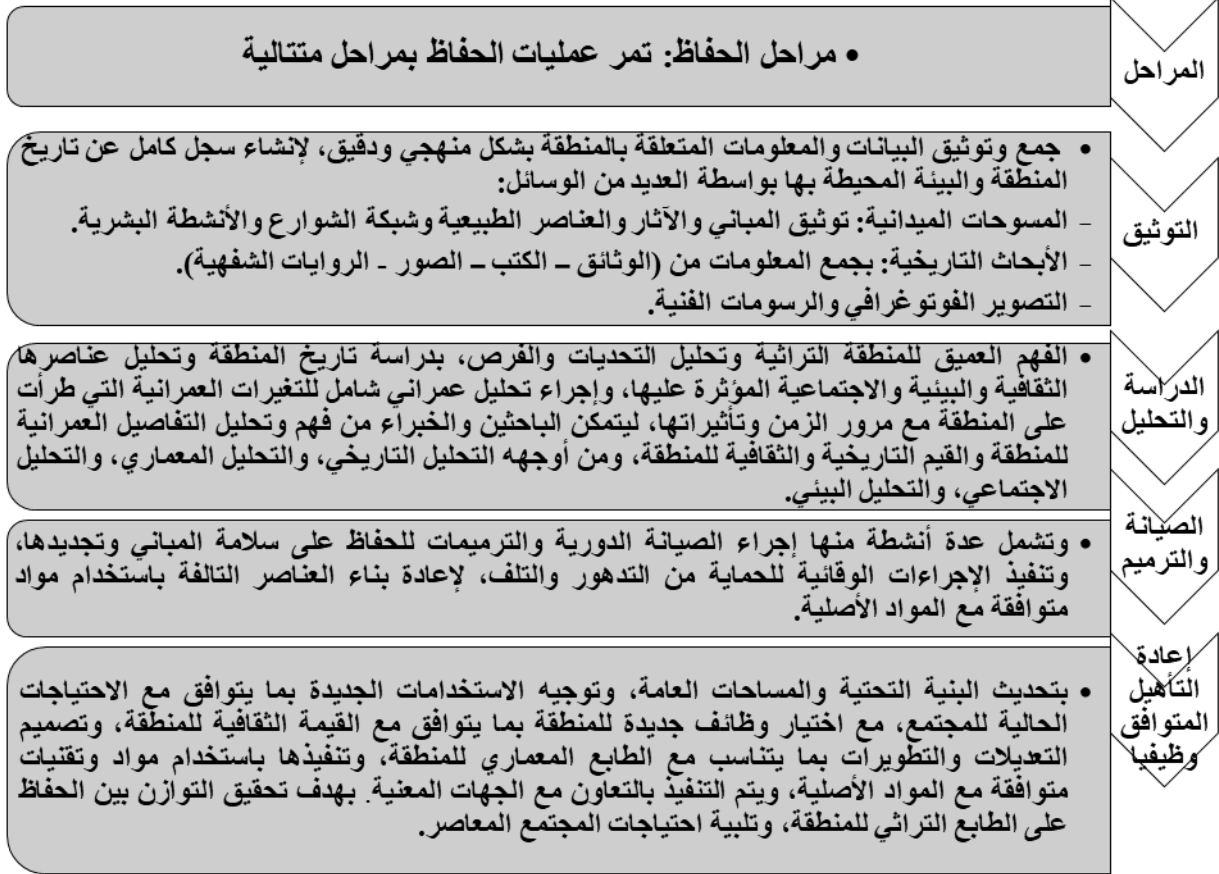 المراحل
• مراحل الحفاظ: تمر عمليات الحفاظ بمراحل متتالية
التوثيق
• جمع وتوثيق البيانات والمعلومات المتعلقة بالمنطقة بشكل منهجي ودقيق، لإنشاء سجل كامل عن تاريخ
المنطقة والبيئة المحيطة بها بواسطة العديد من الوسائل:
- المسوحات الميدانية: توثيق المباني والآثار والعناصر الطبيعية وشبكة الشوارع والأنشطة البشرية.
- الأبحاث التاريخية: بجمع المعلومات من (الوثائق – الكتب – الصور - الروايات الشفهية).
- التصوير الفوتوغرافي والرسومات الفنية.
الدراسة
والتحليل
• الفهم العميق للمنطقة التراثية وتحليل التحديات والفرص، بدراسة تاريخ المنطقة وتحليل عناصرها
الثقافية والبيئية والاجتماعية المؤثرة عليها، وإجراء تحليل عمراني شامل للتغيرات العمرانية التي طرأت
على المنطقة مع مرور الزمن وتأثيراتها، ليتمكن الباحثين والخبراء من فهم وتحليل التفاصيل العمرانية
للمنطقة والقيم التاريخية والثقافية للمنطقة، ومن أوجهه التحليل التاريخي، والتحليل المعماري، والتحليل
الاجتماعي، والتحليل البيئي.
الصيانة
والترميم
• وتشمل عدة أنشطة منها إجراء الصيانة الدورية والترميمات للحفاظ على سلامة المباني وتجديدها،
وتنفيذ الإجراءات الوقائية للحماية من التدهور والتلف، لإعادة بناء العناصر التالفة باستخدام مواد
متوافقة مع المواد الأصلية.
إعادة
التأهيل
المتوافق
وظيفيا
• بتحديث البنية التحتية والمساحات العامة، وتوجيه الاستخدامات الجديدة بما يتوافق مع الاحتياجات
الحالية للمجتمع، مع اختيار وظائف جديدة للمنطقة بما يتوافق مع القيمة الثقافية للمنطقة، وتصميم
التعديلات والتطويرات بما يتناسب مع الطابع المعماري للمنطقة، وتنفيذها باستخدام مواد وتقنيات
متوافقة مع المواد الأصلية، ويتم التنفيذ بالتعاون مع الجهات المعنية. بهدف تحقيق التوازن بين الحفاظ
على الطابع التراثي للمنطقة، وتلبية احتياجات المجتمع المعاصر.